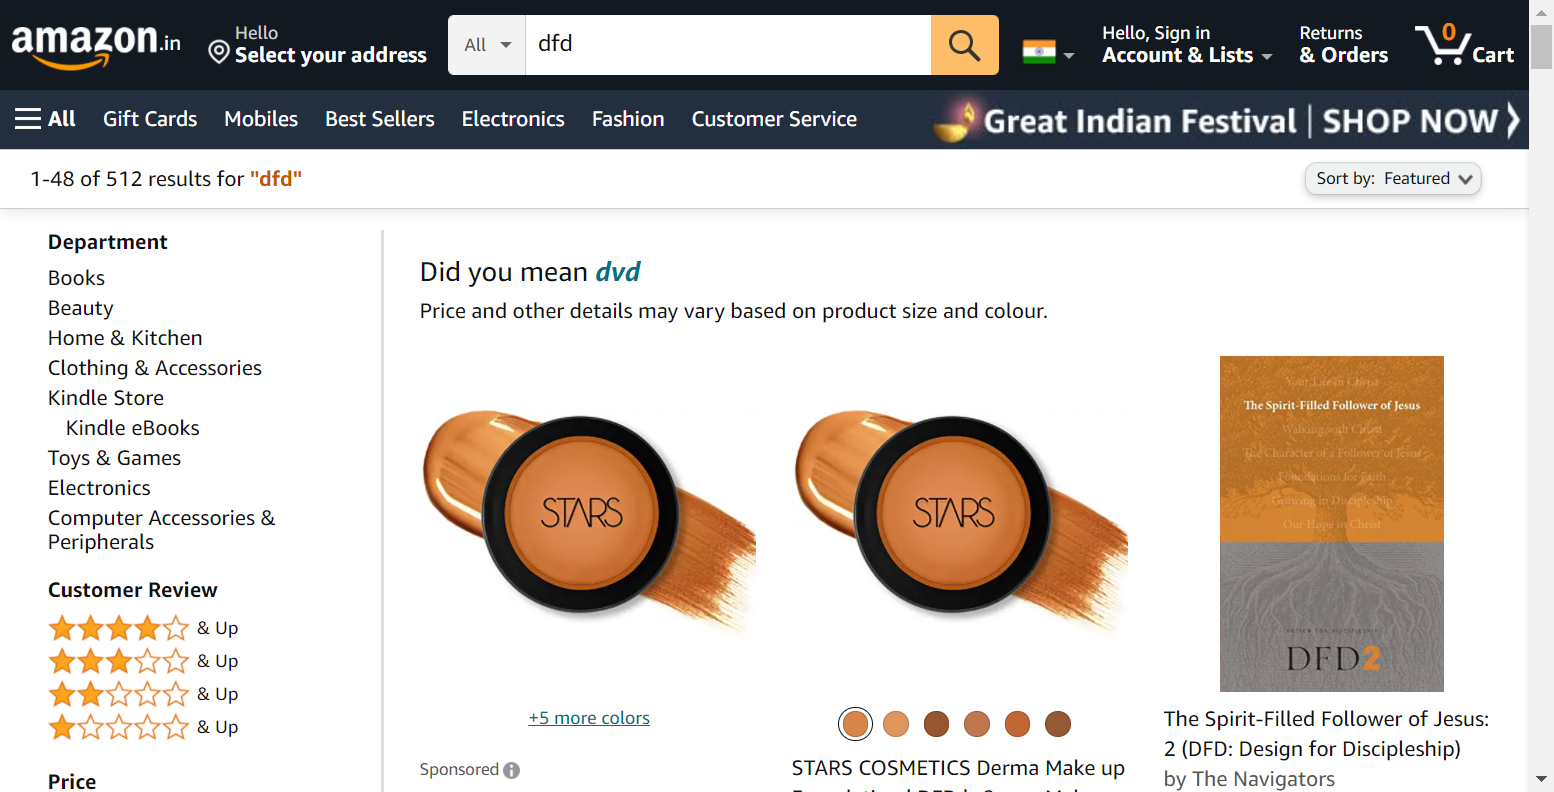 amazon.in
Hello
Select your address
All
dfd
Hello, Sign in
Account & Lists
Returns
& Orders
0
Cart
All
Gift Cards
Mobiles
Best Sellers
Electronics
Fashion
Customer Service
Great Indian Festival | SHOP NOW
1-48 of 512 results for "dfd"
Sort by: Featured
Department
Books
Beauty
Home & Kitchen
Clothing & Accessories
Kindle Store
Kindle eBooks
Toys & Games
Electronics
Computer Accessories &
Peripherals
Customer Review
& Up
& Up
& Up
& Up
Price
Did you mean dvd
Price and other details may vary based on product size and colour.
STARS
+5 more colors
Sponsored
STARS
STARS COSMETICS Derma Make up
Your Life in Christ
The Spirit-Filled Follower of Jesus
Walking with Christ
The Character of a Follower of Jesus
Foundations for Faith
Growing in Discipleship
Our Hope in Christ
DESIGN FOR DISCIPLESHIP
DFD2
The Spirit-Filled Follower of Jesus:
2 (DFD: Design for Discipleship)
by The Navigators